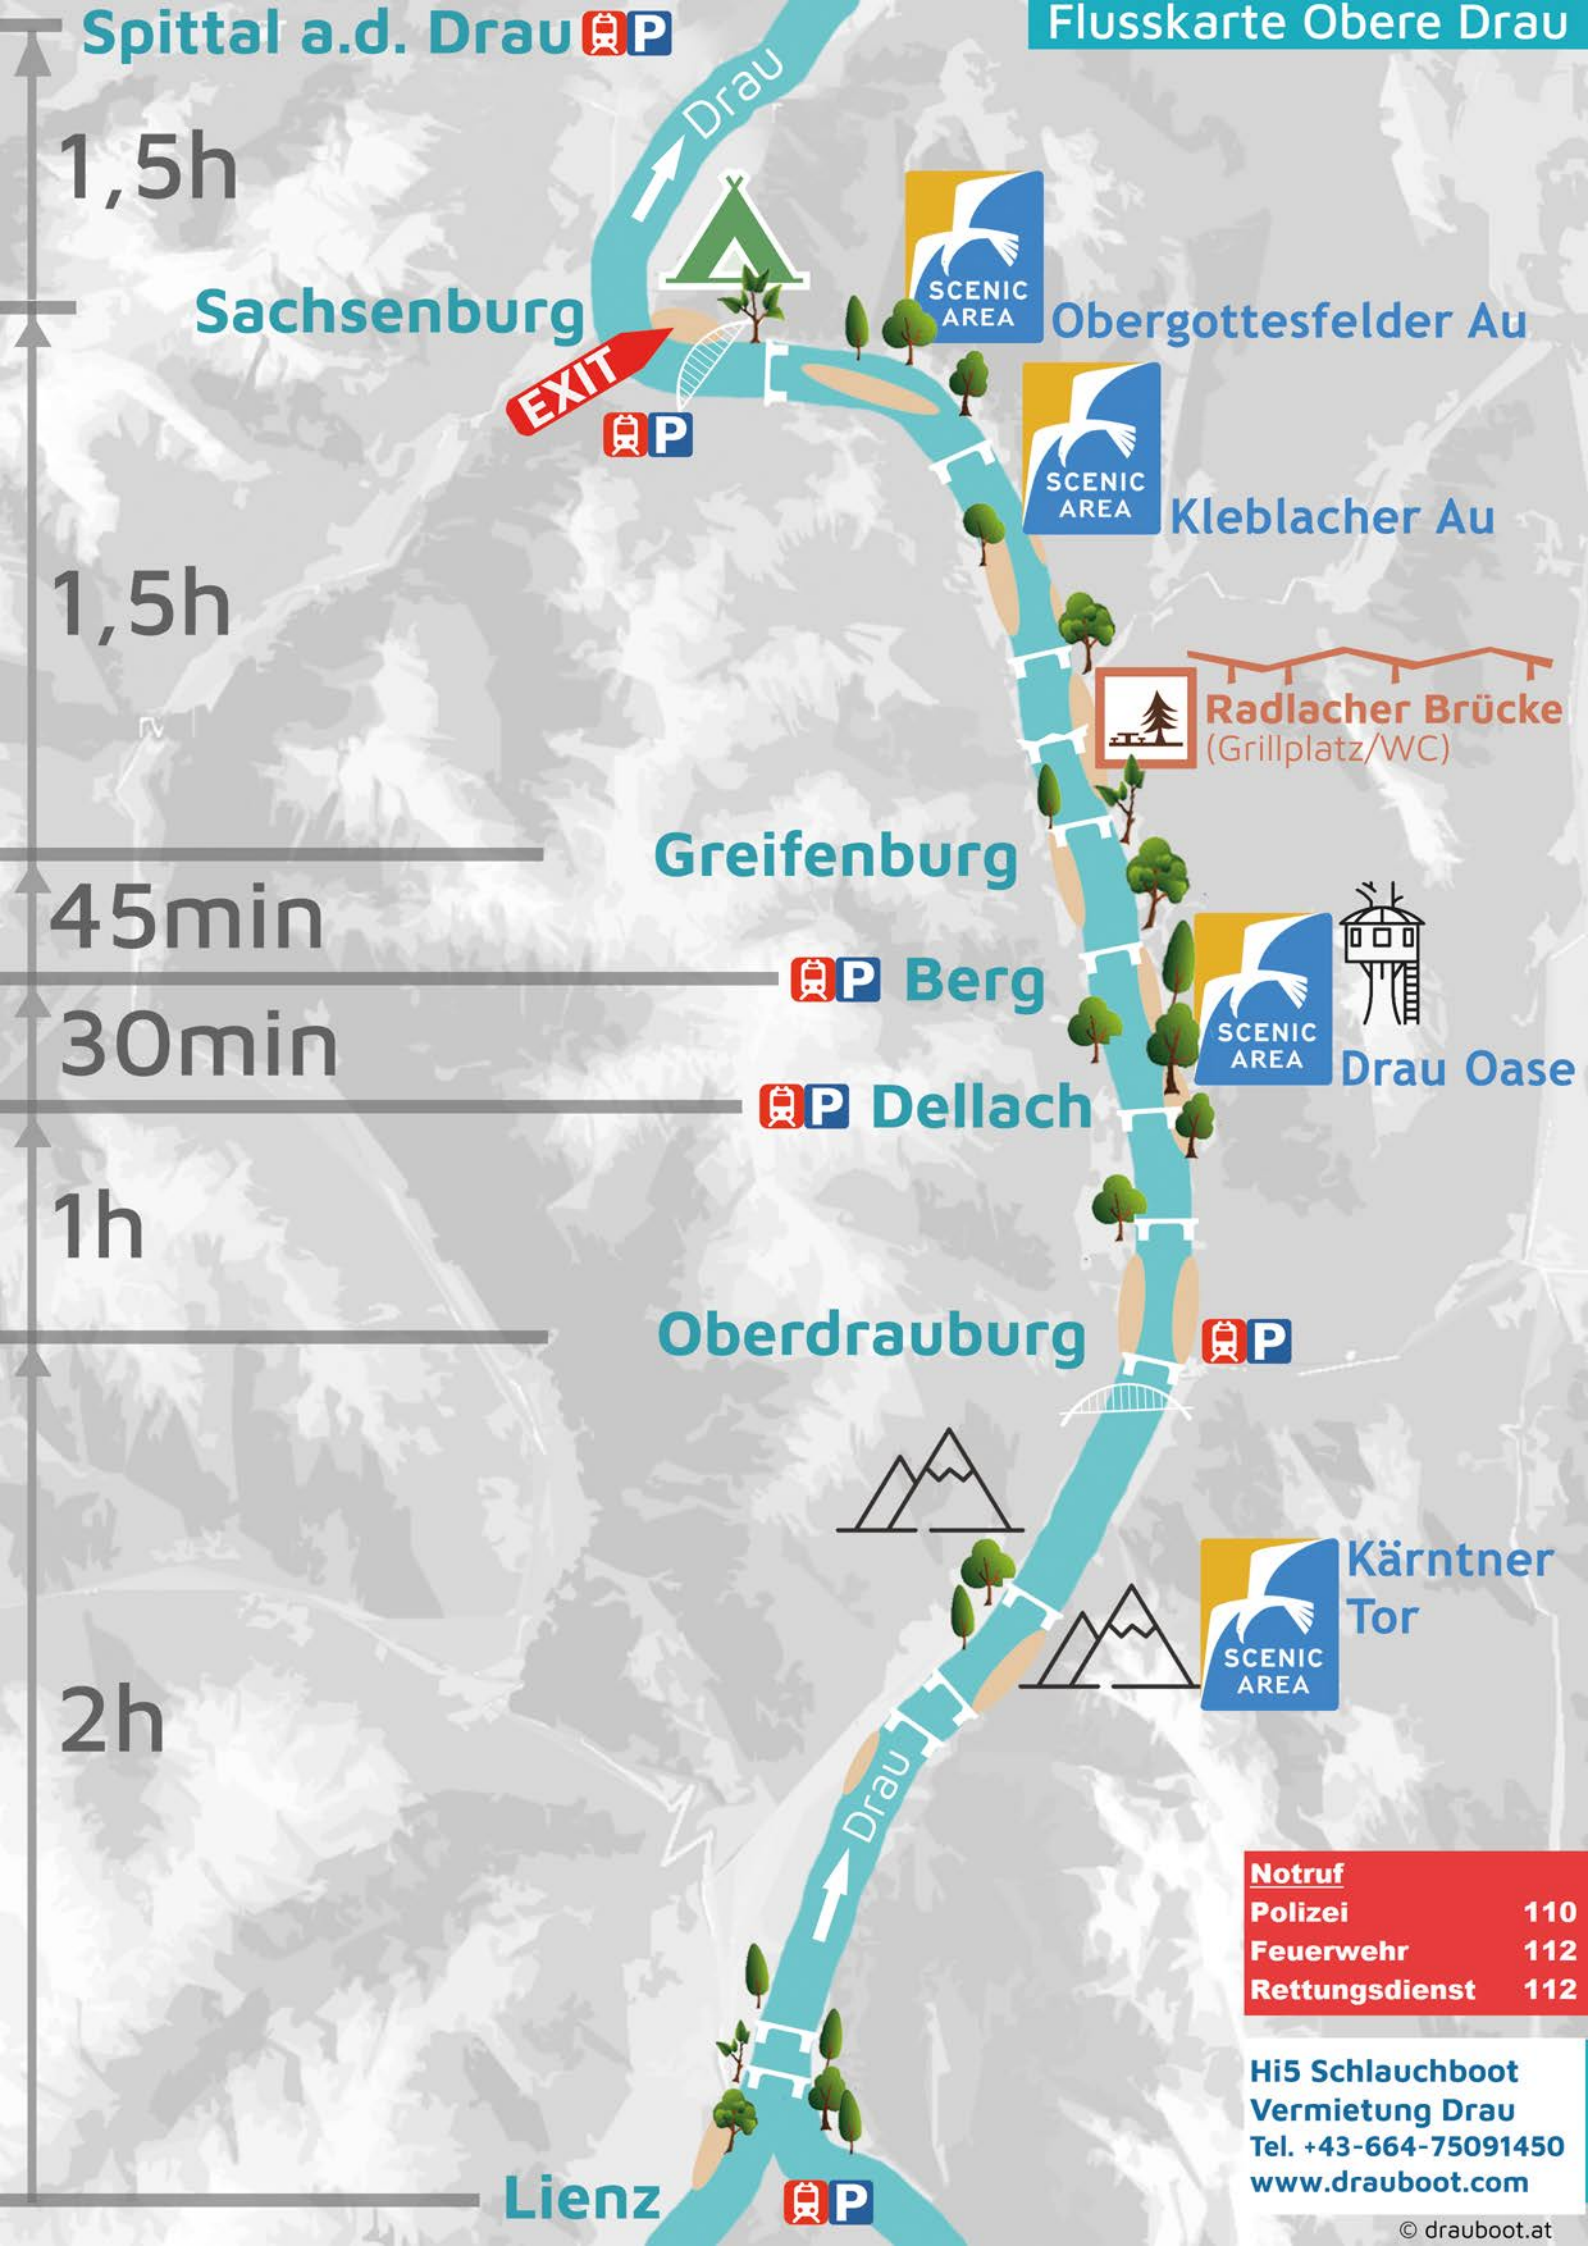 Flusskarte Obere Drau
Spittal a.d. Drau P
Drau
1,5h
SCENIC
AREA
Obergottesfelder Au
Sachsenburg
EXIT
P
SCENIC
AREA
Kleblacher Au
1,5h
Radlacher Brücke
(Grillplatz/WC)
Greifenburg
45min
P Berg
30min
SCENIC
AREA
Drau Oase
P Dellach
1h
Oberdrauburg
P
Kärntner
Tor
SCENIC
AREA
2h
Drau
Notruf
Polizei 110
Feuerwehr 112
Rettungsdienst 112
Hi5 Schlauchboot
Vermietung Drau
Tel. +43-664-75091450
www.drauboot.com
Lienz
P
© drauboot.at